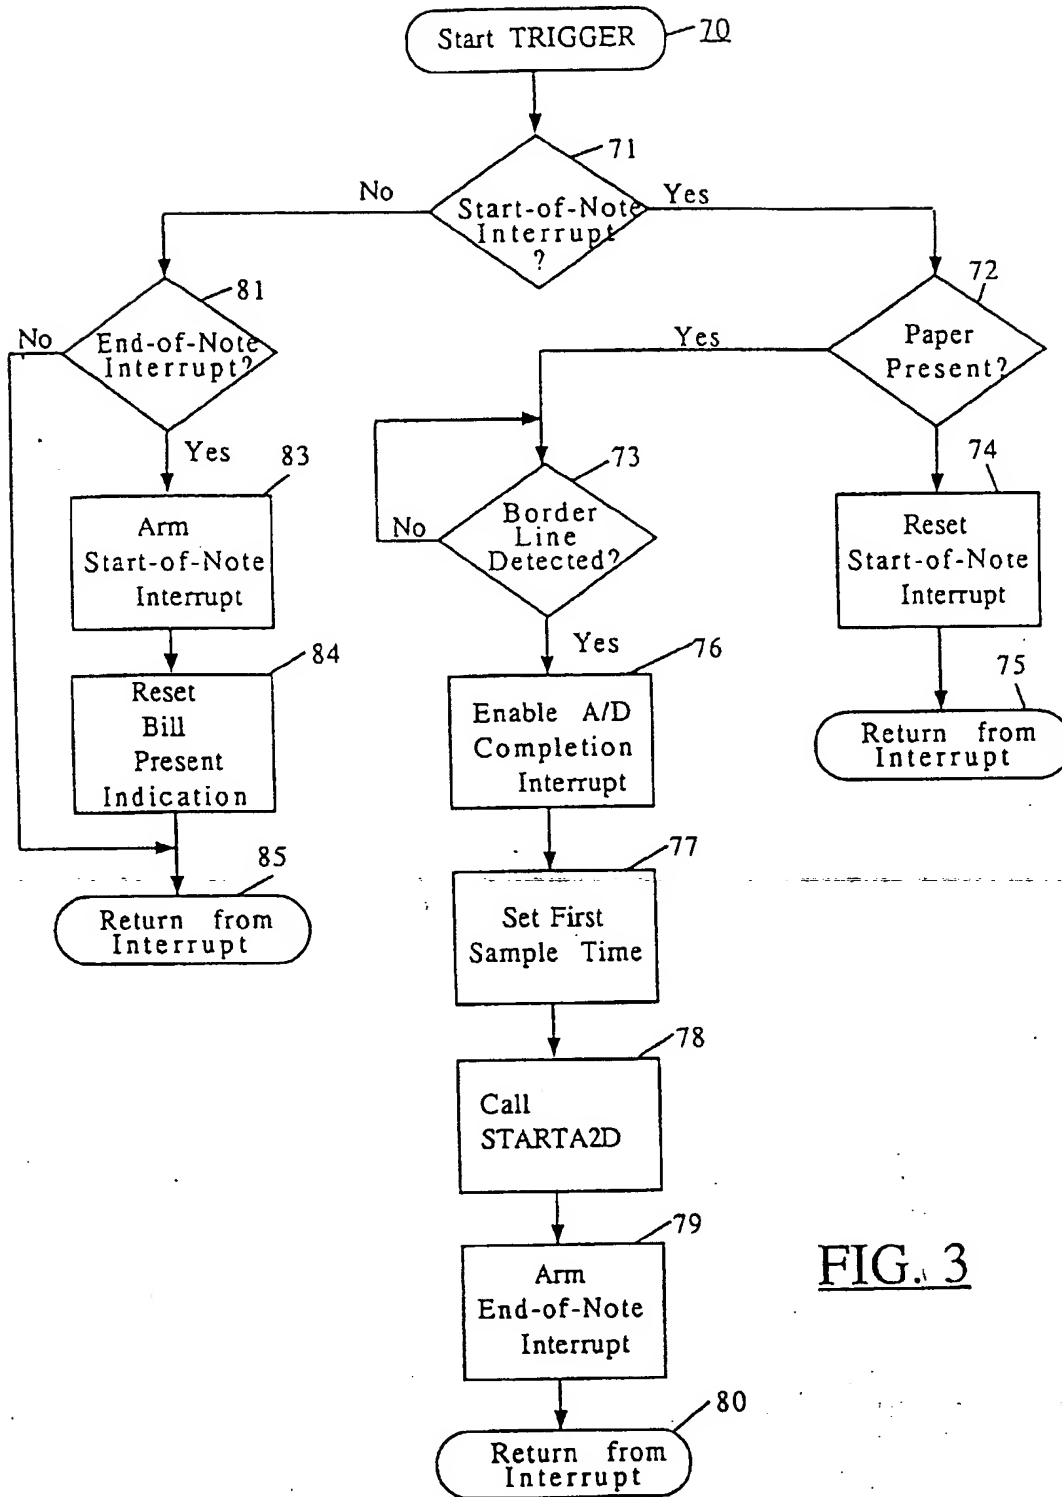 Start TRIGGER
70
71
Start-of-Note
Interrupt
?
No
Yes
81
End-of-Note
Interrupt?
No
Yes
72
Paper
Present?
Yes
83
Arm
Start-of-Note
Interrupt
73
Border
Line
Detected?
No
Yes
74
Reset
Start-of-Note
Interrupt
84
Reset
Bill
Present
Indication
76
Enable A/D
Completion
Interrupt
75
Return from
Interrupt
85
Return from
Interrupt
77
Set First
Sample Time
78
Call
STARTA2D
79
Arm
End-of-Note
Interrupt
80
Return from
Interrupt
FIG. 3